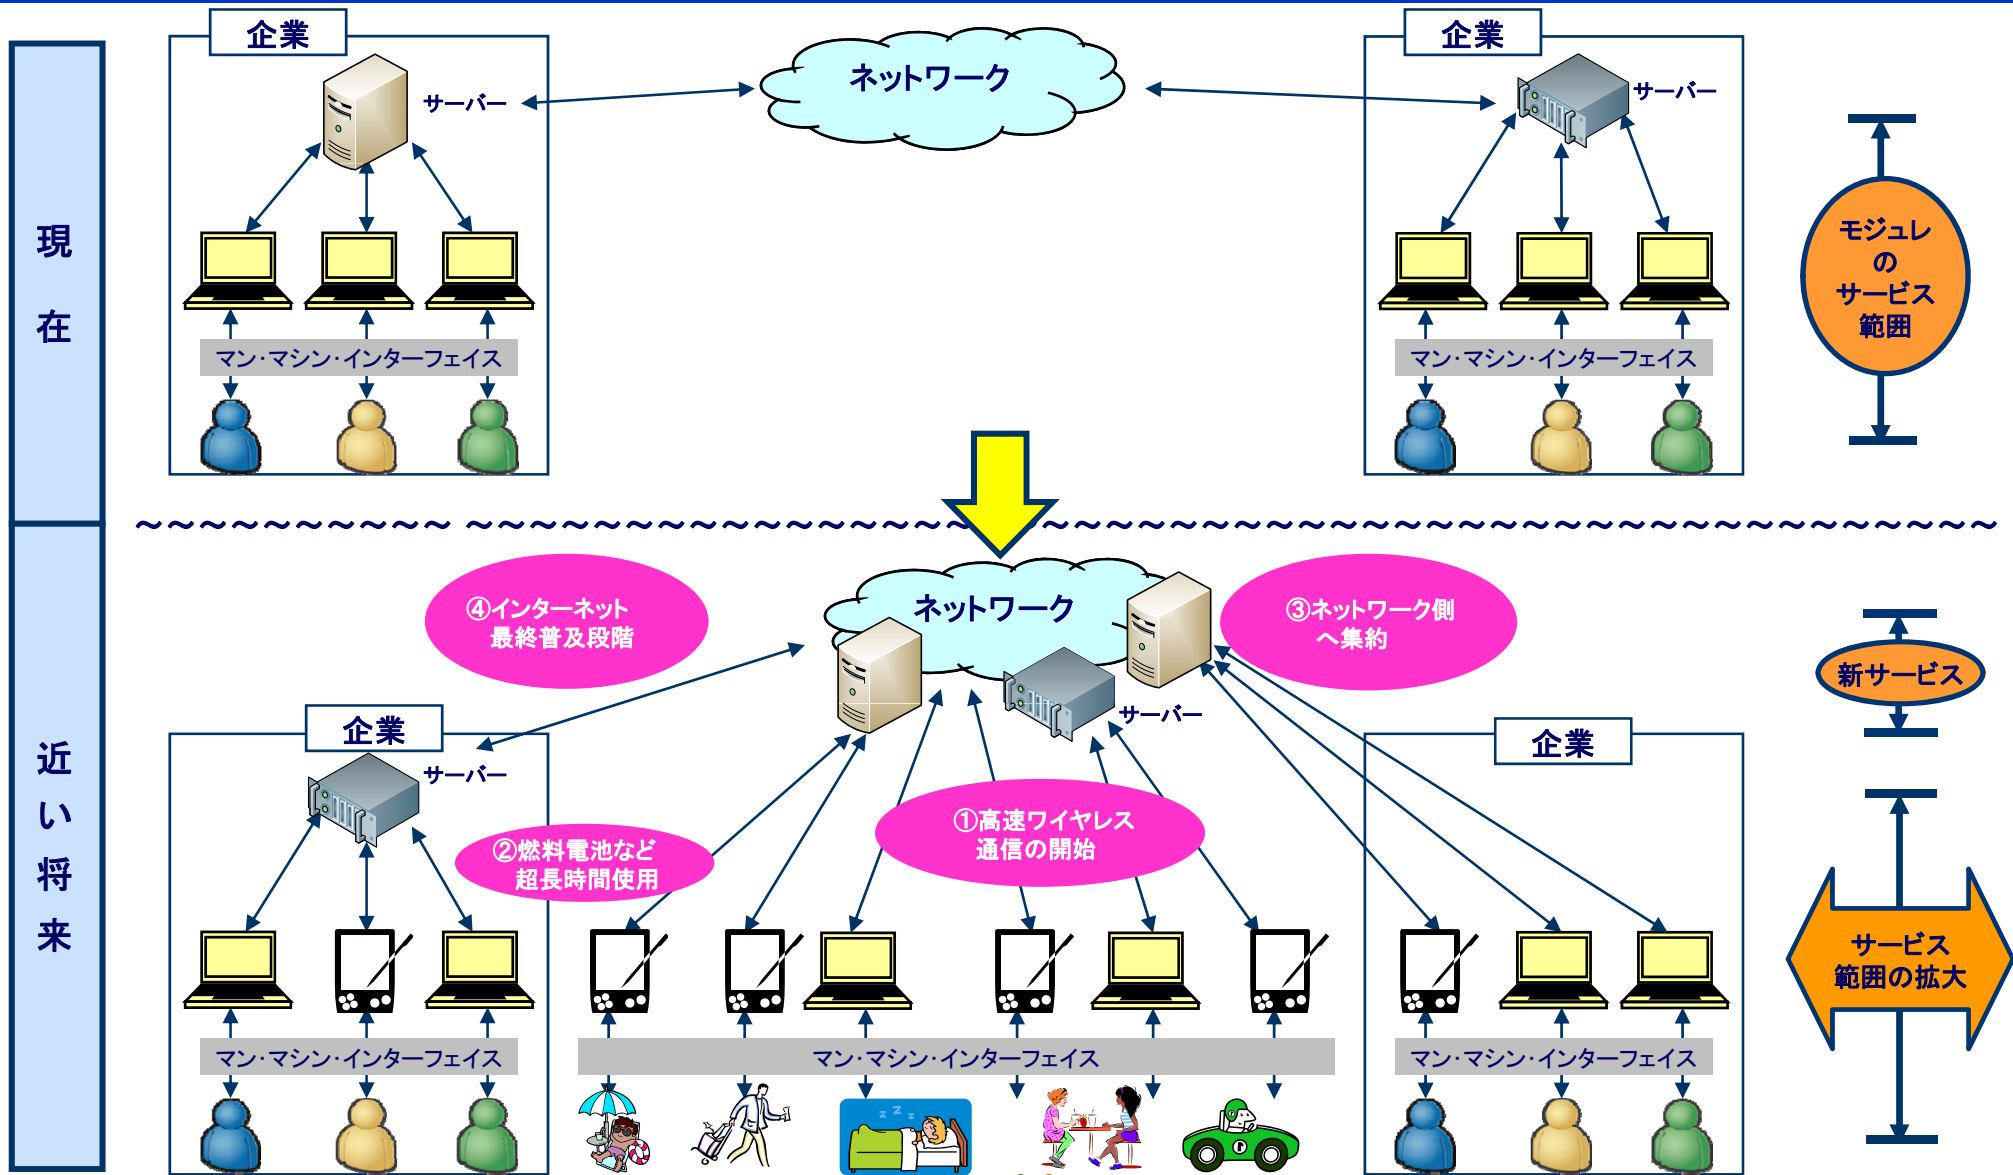 現在
企業
サーバー
マン・マシン・インターフェイス
ネットワーク
企業
サーバー
マン・マシン・インターフェイス
モジュレ
の
サービス
範囲
近い将来
④インターネット
最終普及段階
ネットワーク
サーバー
③ネットワーク側
へ集約
新サービス
企業
サーバー
②燃料電池など
超長時間使用
①高速ワイヤレス
通信の開始
企業
サービス
範囲の拡大
マン・マシン・インターフェイス
マン・マシン・インターフェイス
マン・マシン・インターフェイス
z z z
P